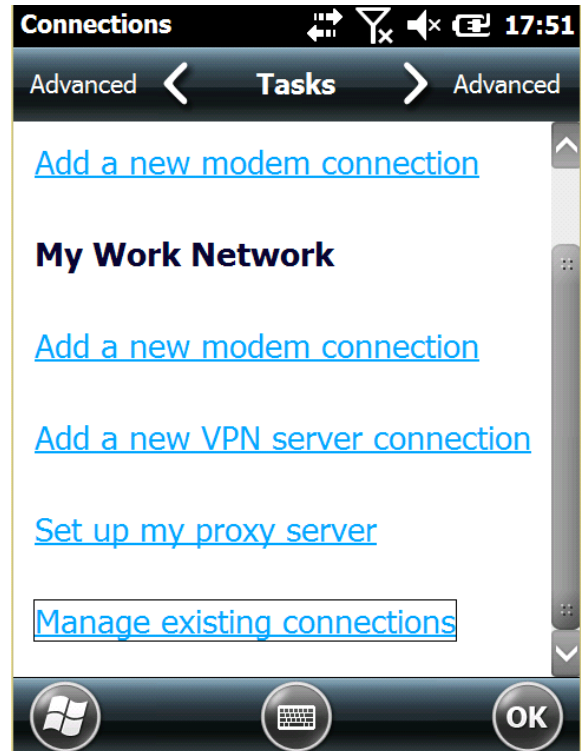 Connections 17:51
Advanced Tasks Advanced
Add a new modem connection
My Work Network
Add a new modem connection
Add a new VPN server connection
Set up my proxy server
Manage existing connections
OK